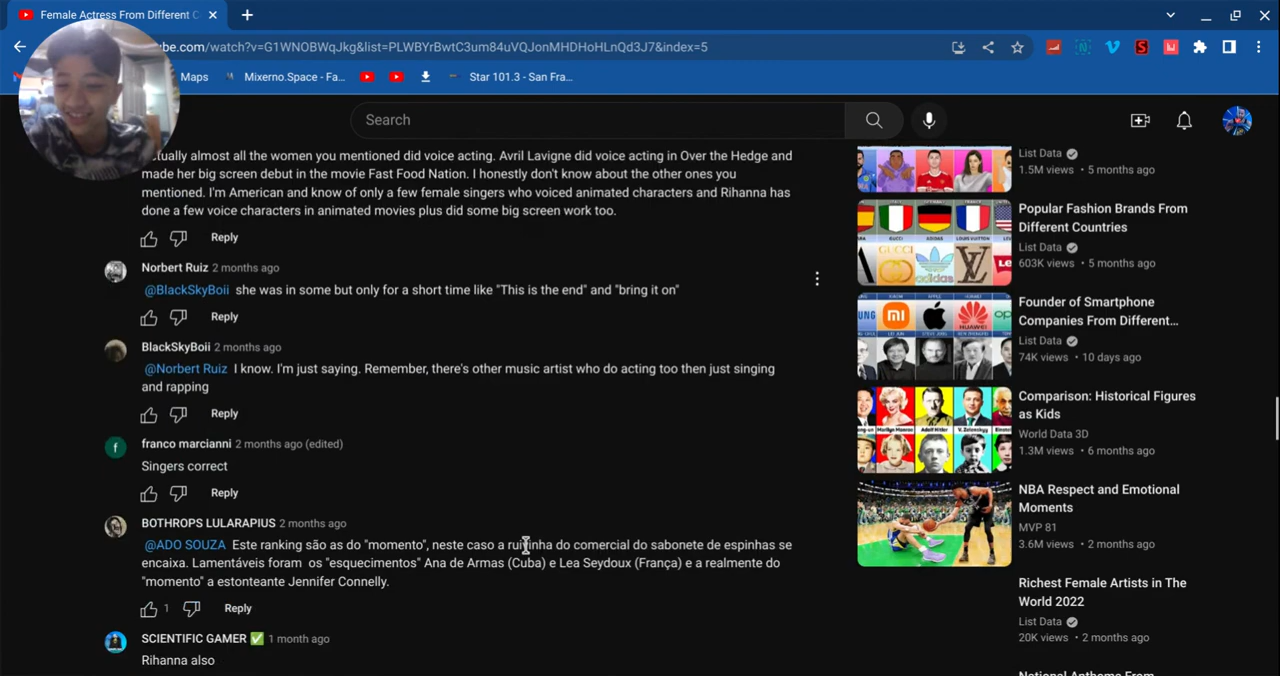 Female Actress From Different C
be.com/watch?v=G1WNOBWqJkg&list=PLWBYrBwtC3um84uVQJonMHDHoHLnQd3J7&index=5
Maps
Mixerno.Space - Fa...
Star 101.3 - San Fra...
Search
ctually almost all the women you mentioned did voice acting. Avril Lavigne did voice acting in Over the Hedge and
made her big screen debut in the movie Fast Food Nation. I honestly don't know about the other ones you
mentioned. I'm American and know of only a few female singers who voiced animated characters and Rihanna has
done a few voice characters in animated movies plus did some big screen work too.
Reply
Norbert Ruiz 2 months ago
@BlackSkyBoii she was in some but only for a short time like "This is the end" and "bring it on"
Reply
BlackSkyBoii 2 months ago
@Norbert Ruiz I know. I'm just saying. Remember, there's other music artist who do acting too then just singing
and rapping
Reply
f
franco marcianni 2 months ago (edited)
Singers correct
Reply
BOTHROPS LULARAPIUS 2 months ago
@ADO SOUZA Este ranking são as do "momento", neste caso a ruivinha do comercial do sabonete de espinhas se
encaixa. Lamentáveis foram os "esquecimentos" Ana de Armas (Cuba) e Lea Seydoux (França) e a realmente do
"momento" a estonteante Jennifer Connelly.
1 Reply
SCIENTIFIC GAMER ✅ 1 month ago
Rihanna also
List Data
1.5M views • 5 months ago
Popular Fashion Brands From
Different Countries
List Data
603K views • 5 months ago
Founder of Smartphone
Companies From Different...
List Data
74K views • 10 days ago
Comparison: Historical Figures
as Kids
World Data 3D
1.3M views • 6 months ago
NBA Respect and Emotional
Moments
MVP 81
3.6M views • 2 months ago
Richest Female Artists in The
World 2022
List Data
20K views • 2 months ago